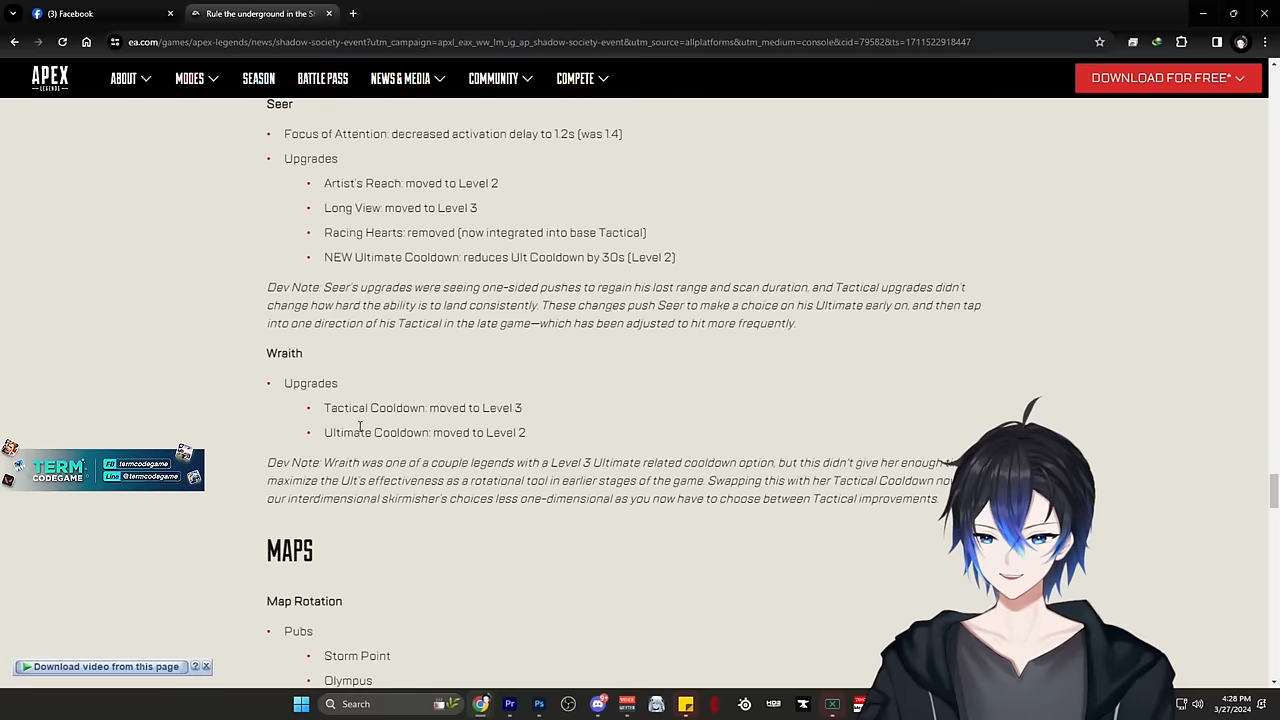 (3) Facebook
Rule the underground in the Sh
ea.com/games/apex-legends/news/shadow-society-event?utm_campaign=apxl_eax_ww_lm_ig_ap_shadow-society-event&utm_source=allplatforms&utm_medium=console&cid=79582&ts=1711522918447
APEX
LEGENDS
ABOUT MODES SEASON BATTLE PASS NEWS & MEDIA COMMUNITY COMPETE DOWNLOAD FOR FREE*
Seer
• Focus of Attention: decreased activation delay to 1.2s (was 1.4)
• Upgrades
• Artist's Reach: moved to Level 2
• Long View: moved to Level 3
• Racing Hearts: removed (now integrated into base Tactical)
• NEW Ultimate Cooldown: reduces Ult Cooldown by 30s (Level 2)
Dev Note: Seer's upgrades were seeing one-sided pushes to regain his lost range and scan duration, and Tactical upgrades didn't
change how hard the ability is to land consistently. These changes push Seer to make a choice on his Ultimate early on, and then tap
into one direction of his Tactical in the late game—which has been adjusted to hit more frequently.
Wraith
• Upgrades
• Tactical Cooldown: moved to Level 3
• Ultimate Cooldown: moved to Level 2
Dev Note: Wraith was one of a couple legends with a Level 3 Ultimate related cooldown option, but this didn't give her enough
maximize the Ult's effectiveness as a rotational tool in earlier stages of the game. Swapping this with her Tactical Cooldown
our interdimensional skirmisher's choices less one-dimensional as you now have to choose between Tactical improvements.
TERM
CODEGAME
FB termcodegame
Line @termcodegame
MAPS
Map Rotation
• Pubs
• Storm Point
• Olympus
Download video from this page ? x
Search
4:28 PM
3/27/2024